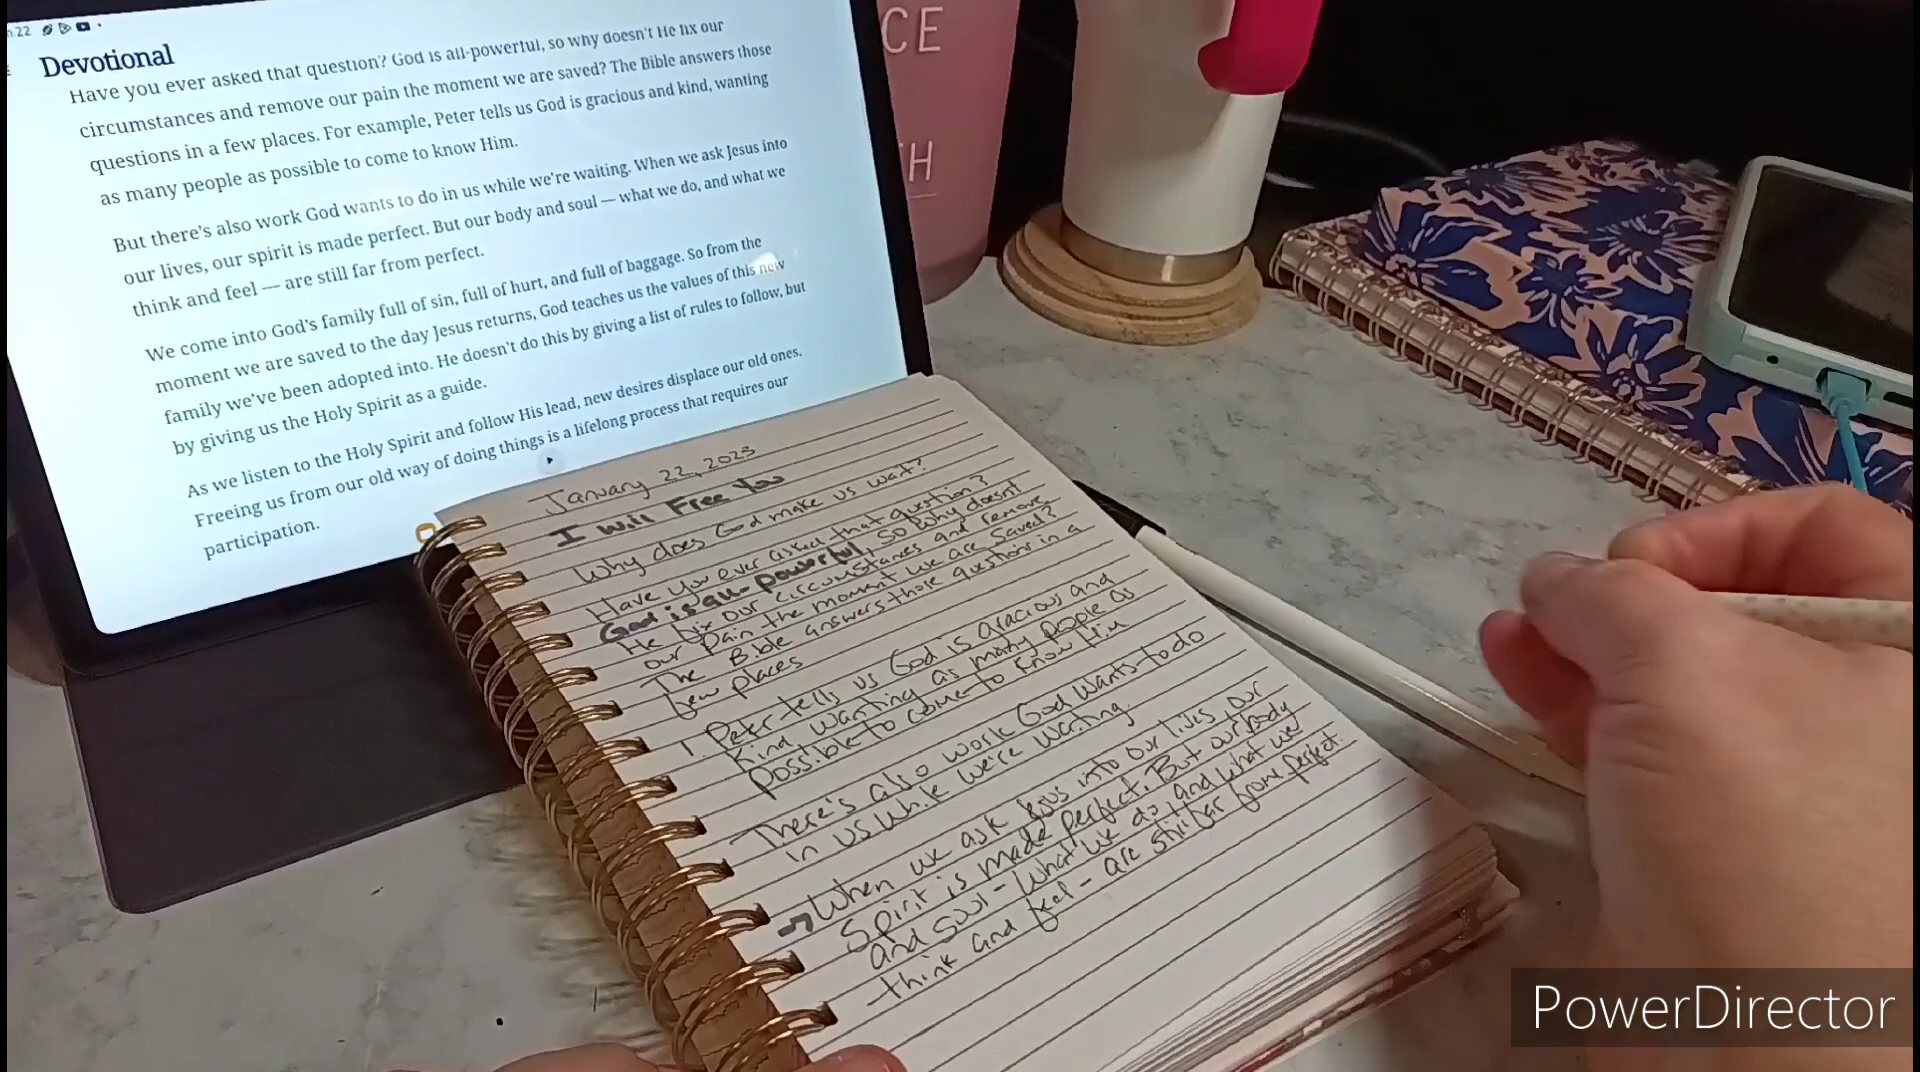 22
Devotional
Have you ever asked that question? God is all-powerful, so why doesn't He fix our
circumstances and remove our pain the moment we are saved? The Bible answers those
questions in a few places. For example, Peter tells us God is gracious and kind, wanting
as many people as possible to come to know Him.
But there's also work God wants to do in us while we're waiting. When we ask Jesus into
our lives, our spirit is made perfect. But our body and soul — what we do, and what we
think and feel — are still far from perfect.
We come into God's family full of sin, full of hurt, and full of baggage. So from the
moment we are saved to the day Jesus returns, God teaches us the values of this new
family we've been adopted into. He doesn't do this by giving a list of rules to follow, but
by giving us the Holy Spirit as a guide.
As we listen to the Holy Spirit and follow His lead, new desires displace our old ones.
Freeing us from our old way of doing things is a lifelong process that requires our
participation.
CE
TH
January 22, 2023
I Will Free You
Why does God make us wait?
Have you ever asked that question?
God is all-powerful, so why doesn't
He fix our circumstances and remove
our pain the moment we are saved?
The Bible answers those questions in a
few places
1. Peter tells us God is gracious and
kind wanting as many pople as
possible to come to know Him
There's also work God wants to do
in us while we're waiting.
→ When we ask Jesus into our lives, our
spirit is made perfect. But our body
and soul - what we do, and what we
think and feel - are still far from perfect.
PowerDirector